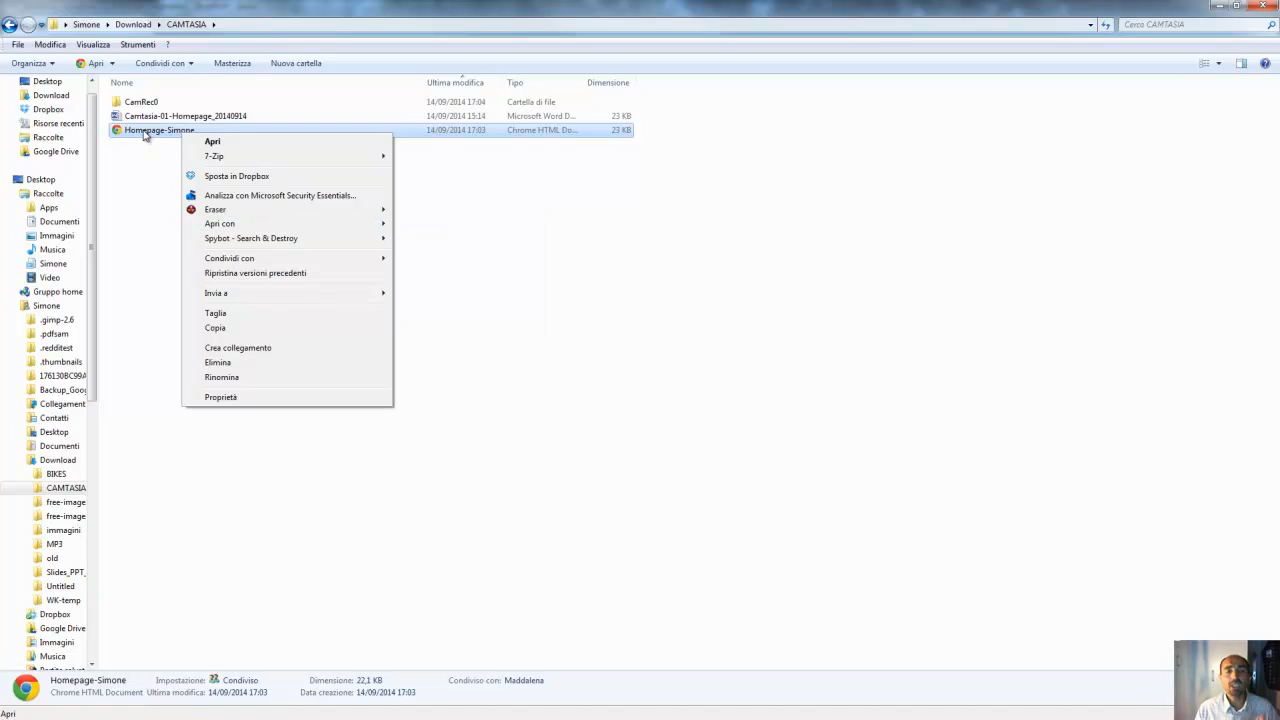 Simone Download CAMTASIA
Cerco CAMTASIA
File Modifica Visualizza Strumenti ?
Organizza Apri Condividi con Masterizza Nuova cartella
Desktop
Download
Dropbox
Risorse recenti
Raccolte
Google Drive
Desktop
Raccolte
Apps
Documenti
Immagini
Musica
Simone
Video
Gruppo home
Simone
.gimp-2.6
.pdfsam
.redditest
.thumbnails
176130BC99A
Backup_Goo
Collegament
Contatti
Desktop
Documenti
Download
BIKES
CAMTASIA
free-image
free-image
immagini
MP3
old
Slides_PPT_
Untitled
WK-temp
Dropbox
Google Drive
Immagini
Musica
Nome Ultima modifica Tipo Dimensione
CamRec0 14/09/2014 17:04 Cartella di file
Camtasia-01-Homepage_20140914 14/09/2014 15:14 Microsoft Word D... 23 KB
Homepage-Simone 14/09/2014 17:03 Chrome HTML Do... 23 KB
Apri
7-Zip
Sposta in Dropbox
Analizza con Microsoft Security Essentials...
Eraser
Apri con
Spybot - Search & Destroy
Condividi con
Ripristina versioni precedenti
Invia a
Taglia
Copia
Crea collegamento
Elimina
Rinomina
Proprietà
Homepage-Simone Impostazione: Condiviso Dimensione: 22,1 KB Condiviso con: Maddalena
Chrome HTML Document Ultima modifica: 14/09/2014 17:03 Data creazione: 14/09/2014 17:03
Apri